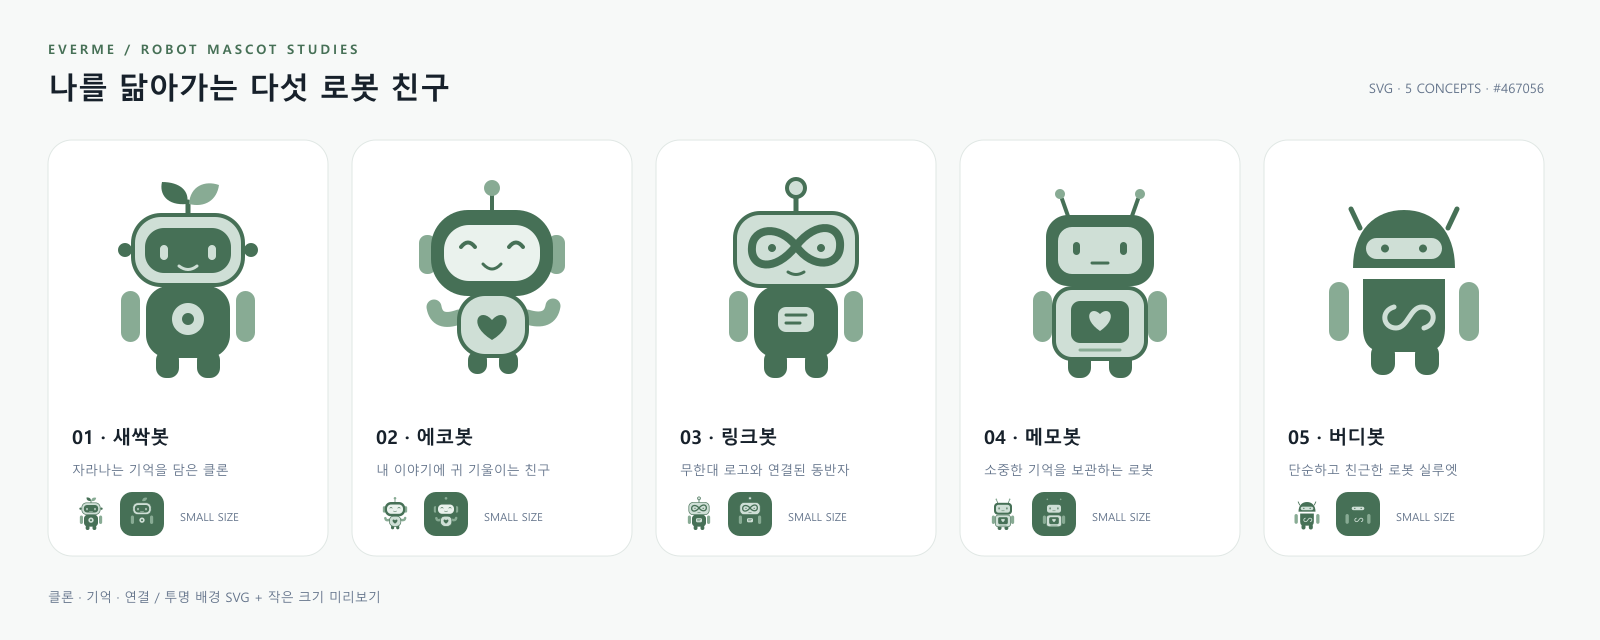 EVERME / ROBOT MASCOT STUDIES
나를 닮아가는 다섯 로봇 친구
SVG · 5 CONCEPTS · #467056
01 · 새싹봇
자라나는 기억을 담은 클론
SMALL SIZE
02 · 에코봇
내 이야기에 귀 기울이는 친구
SMALL SIZE
03 · 링크봇
무한대 로고와 연결된 동반자
SMALL SIZE
04 · 메모봇
소중한 기억을 보관하는 로봇
SMALL SIZE
05 · 버디봇
단순하고 친근한 로봇 실루엣
SMALL SIZE
클론 · 기억 · 연결 / 투명 배경 SVG + 작은 크기 미리보기